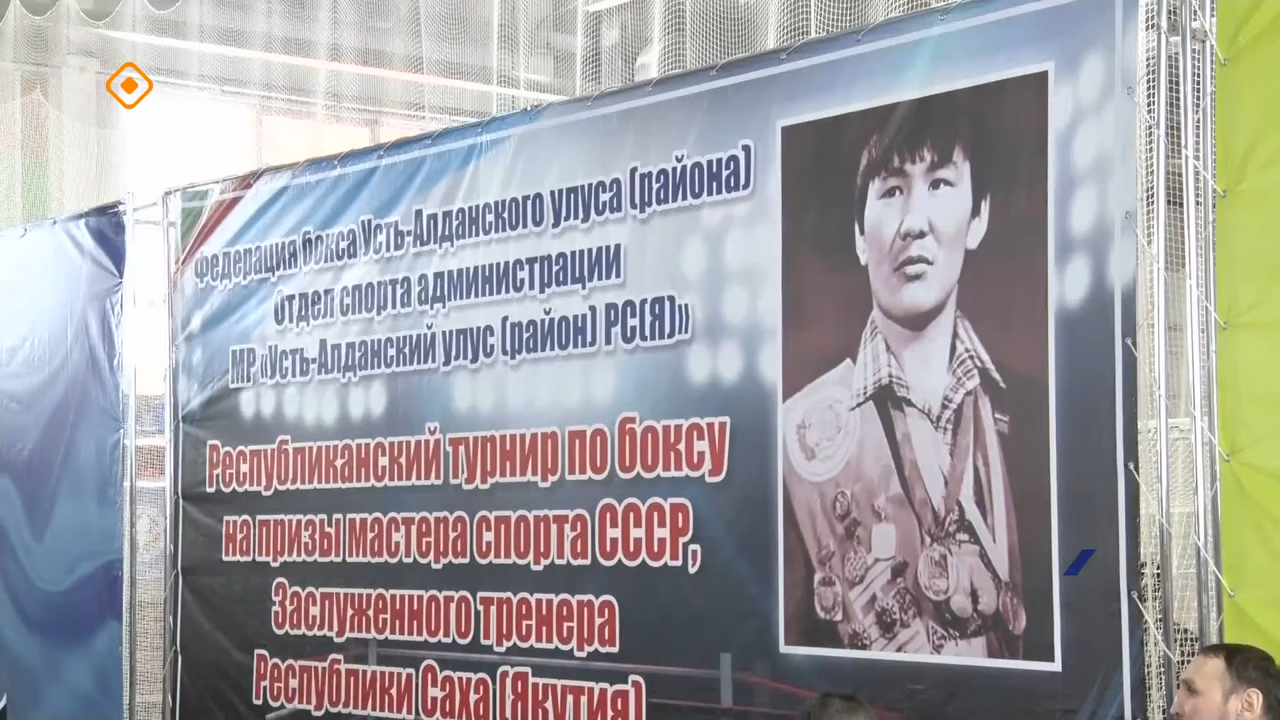 Федерация бокса Усть-Алданского улуса (района)
Отдел спорта администрации
МР «Усть-Алданский улус (район) РС(Я)»
Республиканский турнир по боксу
на призы мастера спорта СССР,
Заслуженного тренера
Республики Саха (Якутия)